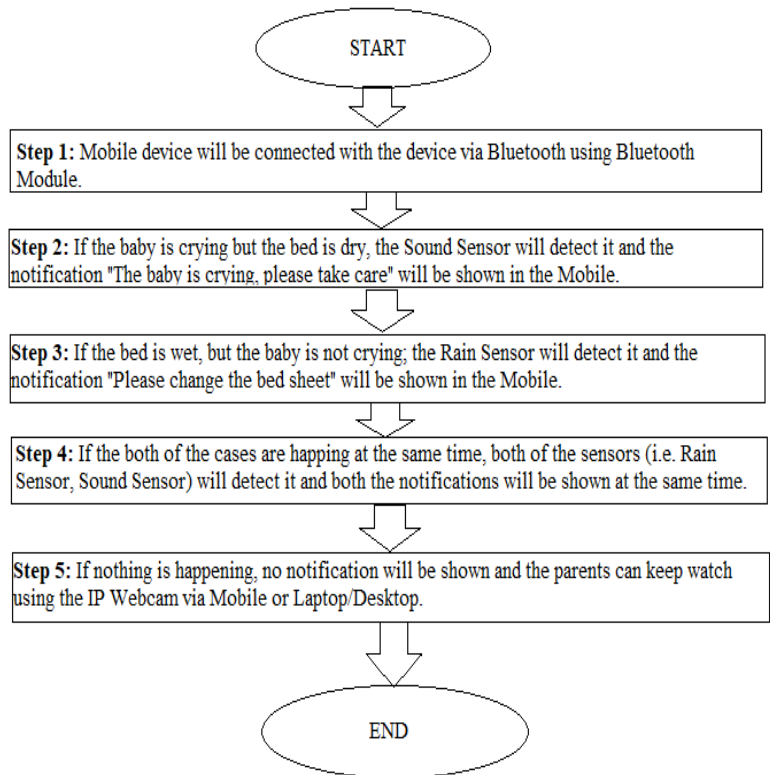 START
Step 1: Mobile device will be connected with the device via Bluetooth using Bluetooth
Module.
Step 2: If the baby is crying but the bed is dry, the Sound Sensor will detect it and the
notification "The baby is crying, please take care" will be shown in the Mobile.
Step 3: If the bed is wet, but the baby is not crying; the Rain Sensor will detect it and the
notification "Please change the bed sheet" will be shown in the Mobile.
Step 4: If the both of the cases are happing at the same time, both of the sensors (i.e. Rain
Sensor, Sound Sensor) will detect it and both the notifications will be shown at the same time.
Step 5: If nothing is happening, no notification will be shown and the parents can keep watch
using the IP Webcam via Mobile or Laptop/Desktop.
END